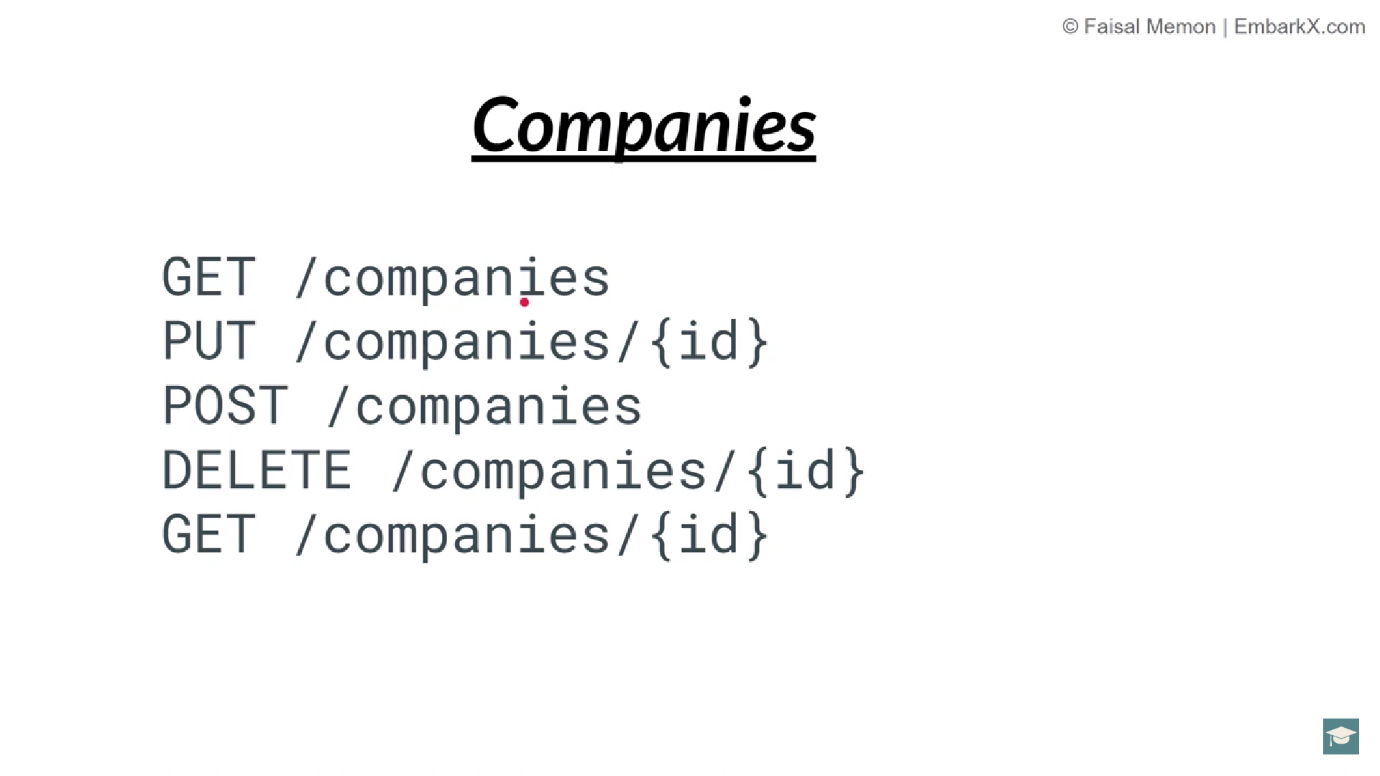 © Faisal Memon | EmbarkX.com
Companies
GET /companies
PUT /companies/{id}
POST /companies
DELETE /companies/{id}
GET /companies/{id}